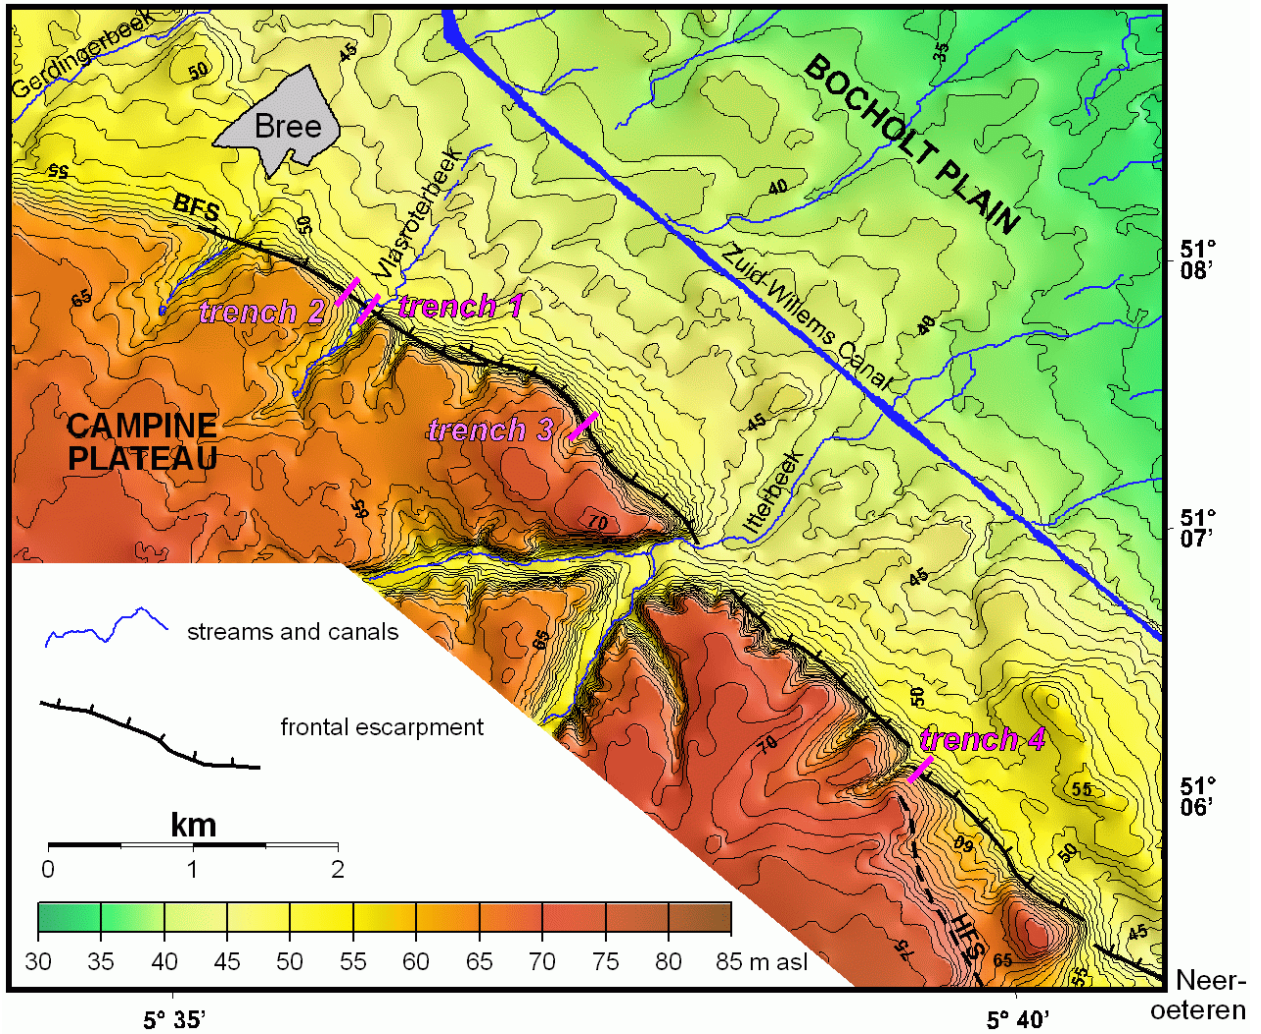 Gerdingerbeek
50
45
35
BOCHOLT PLAIN
Bree
55
BFS
50
Vlasroterbeek
40
51°
08'
Zuid-Willems Canal
65
trench 2
trench 1
40
CAMPINE
PLATEAU
trench 3
45
Itterbeek
65
70
51°
07'
45
streams and canals
65
frontal escarpment
50
70
trench 4
55
51°
06'
km
0
1
2
60
50
HFS
75
65
45
55
30
35
40
45
50
55
60
65
70
75
80
85 m asl
Neer-
oeteren
5° 35'
5° 40'